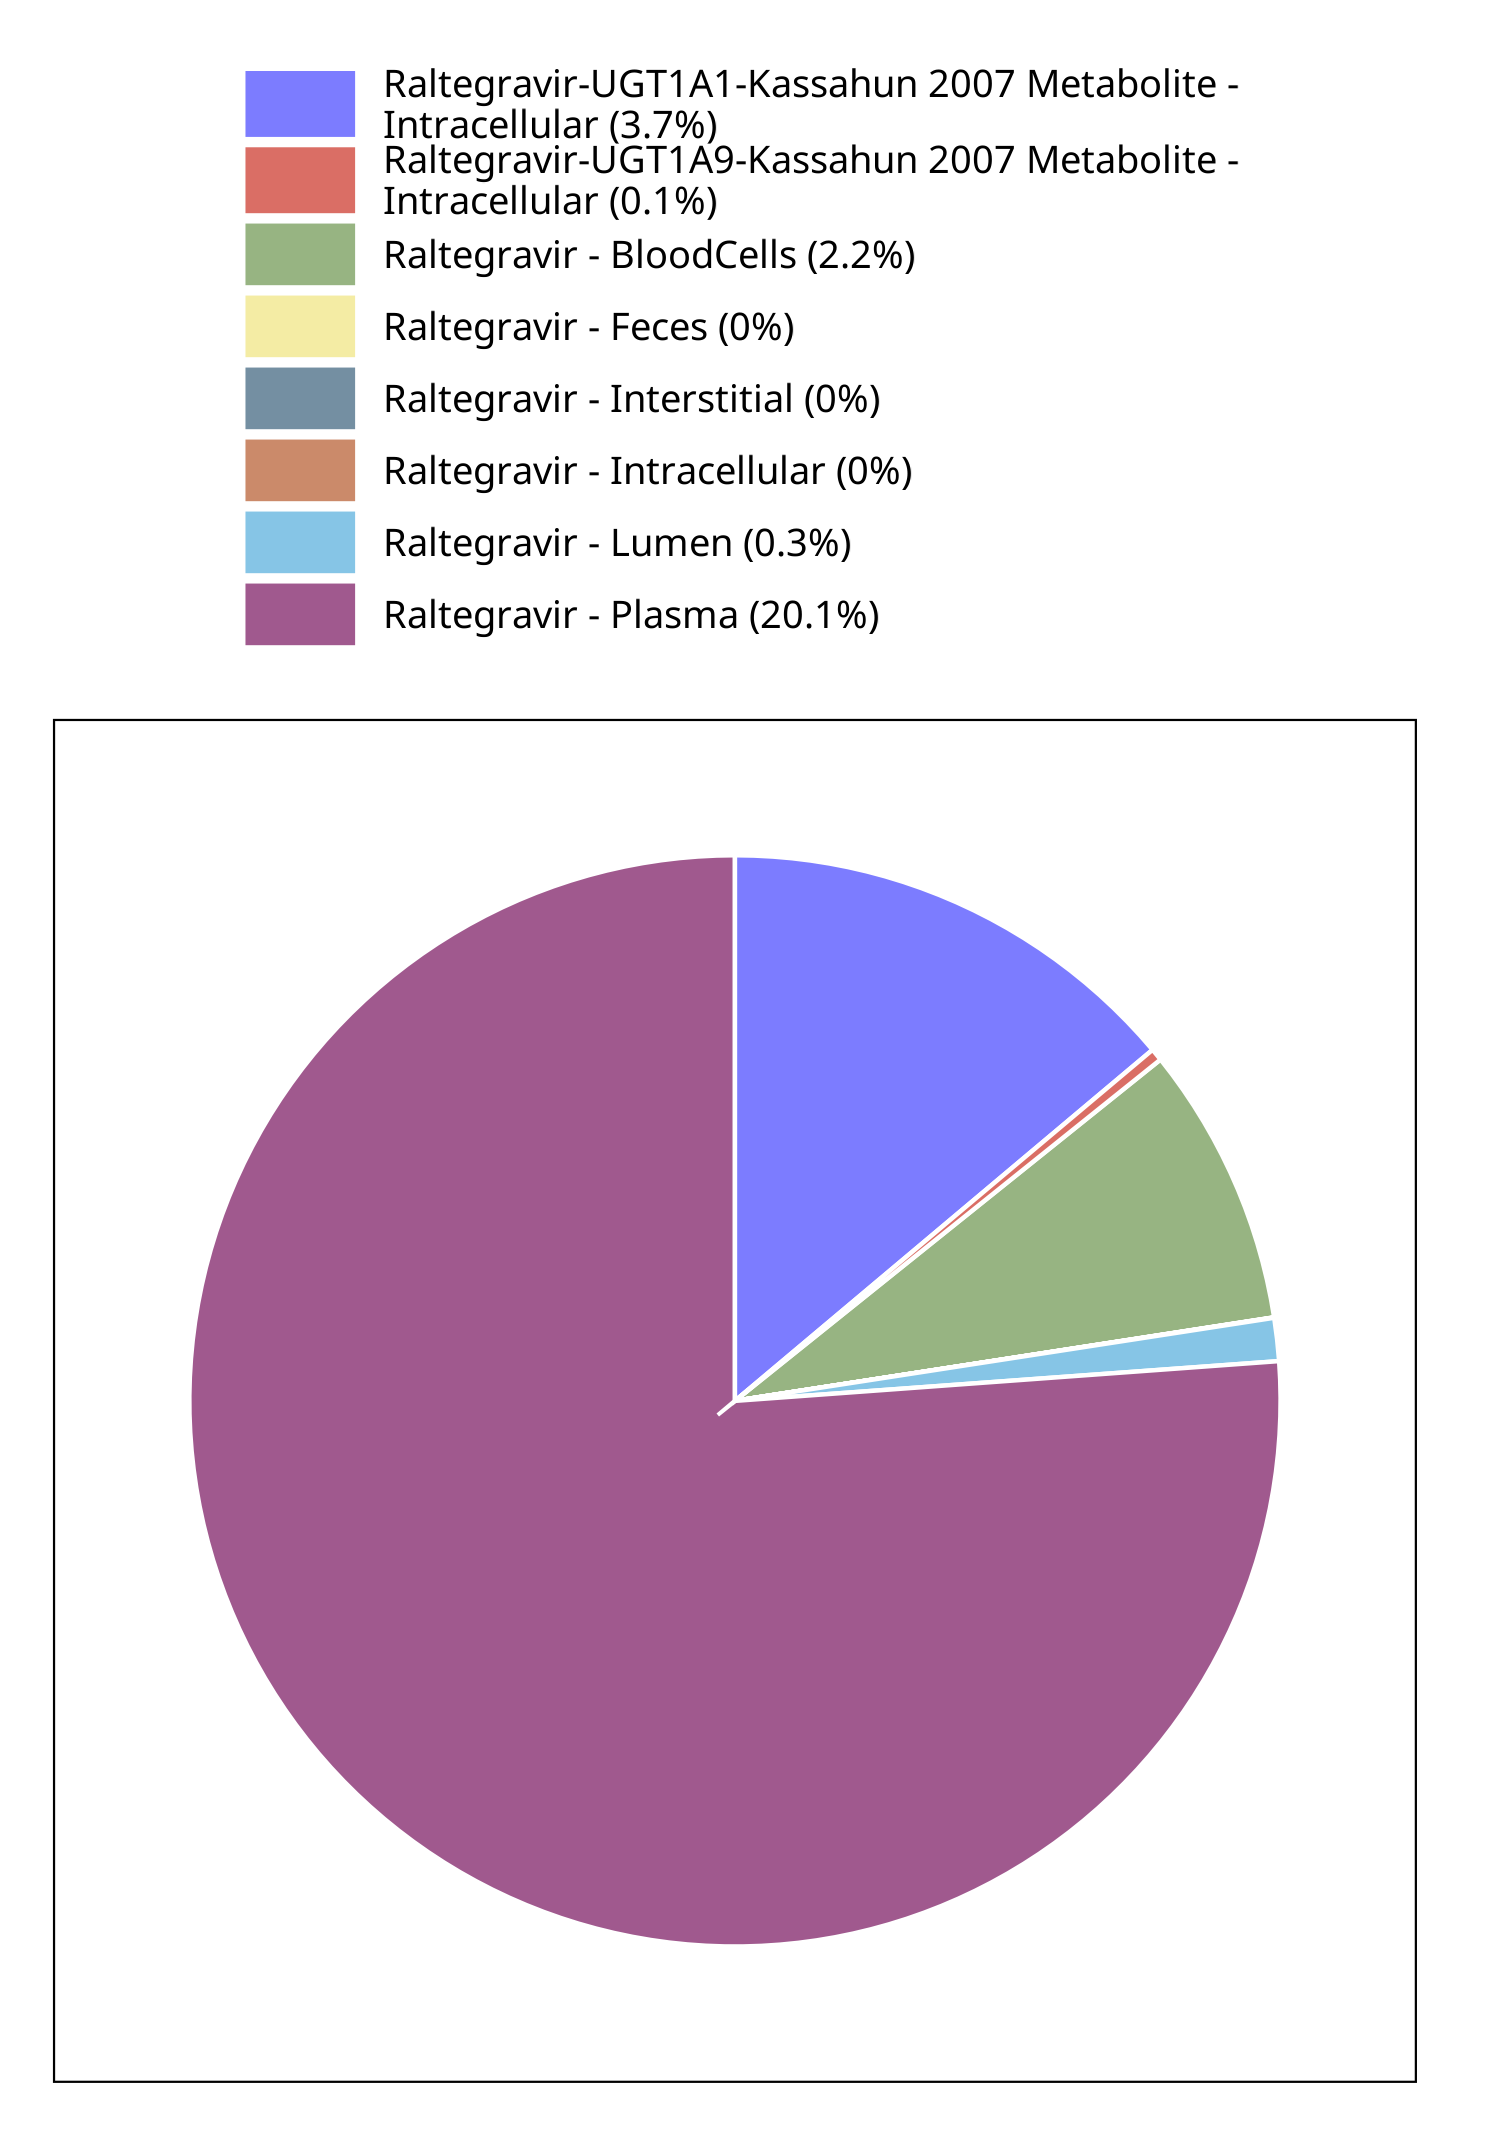 Raltegravir-UGT1A1-Kassahun 2007 Metabolite -
Intracellular (3.7%)
Raltegravir-UGT1A9-Kassahun 2007 Metabolite -
Intracellular (0.1%)
Raltegravir - BloodCells (2.2%)
Raltegravir - Feces (0%)
Raltegravir - Interstitial (0%)
Raltegravir - Intracellular (0%)
Raltegravir - Lumen (0.3%)
Raltegravir - Plasma (20.1%)